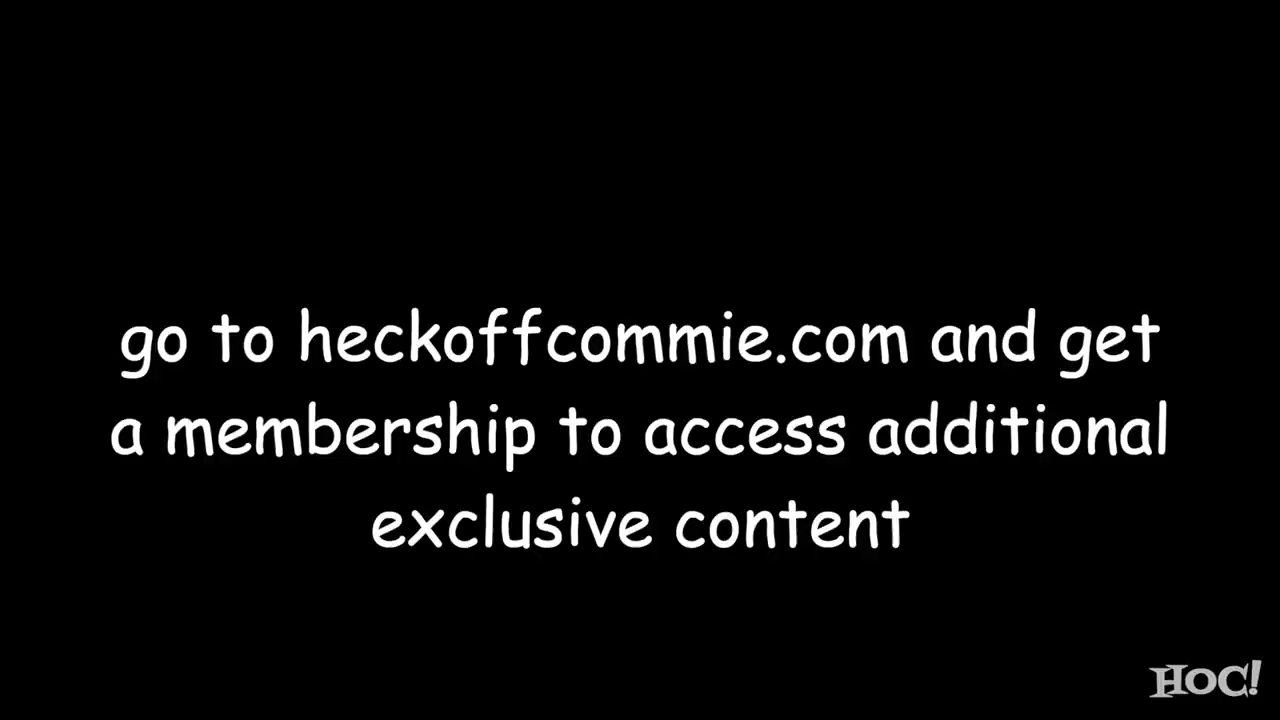 go to heckoffcommie.com and get
a membership to access additional
exclusive content
HOC!